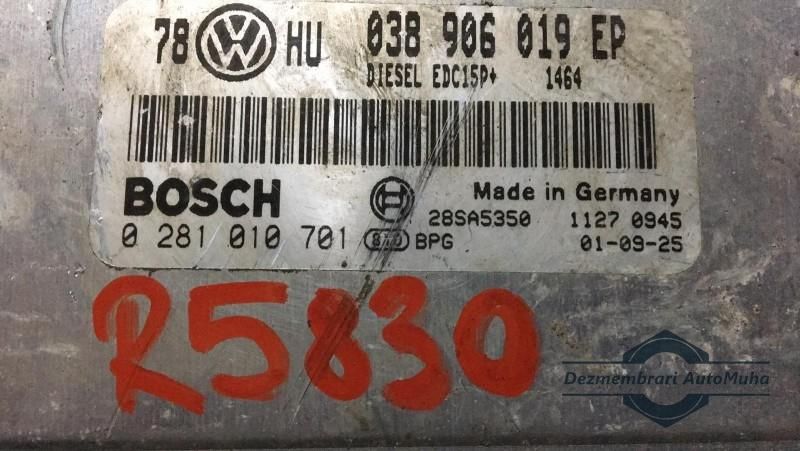 78 VW HU 038 906 019 EP
DIESEL EDC15P+ 1464
BOSCH
Made in Germany
28SA5350 1127 0945
0 281 010 701 BPG 01-09-25
R5830
Dezmembrari AutoMuha